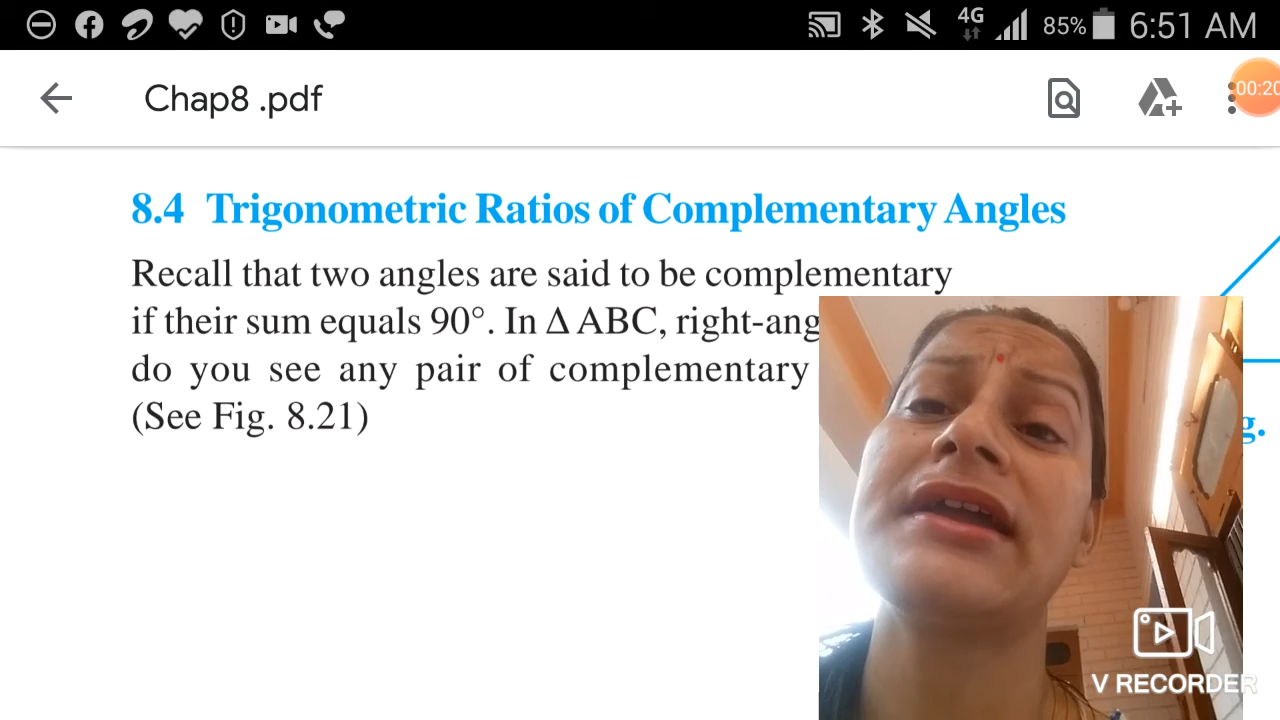 4G 85% 6:51 AM
Chap8 .pdf
00:20
8.4 Trigonometric Ratios of Complementary Angles
Recall that two angles are said to be complementary
if their sum equals 90°. In Δ ABC, right-ang
do you see any pair of complementary
(See Fig. 8.21)
g.
V RECORDER